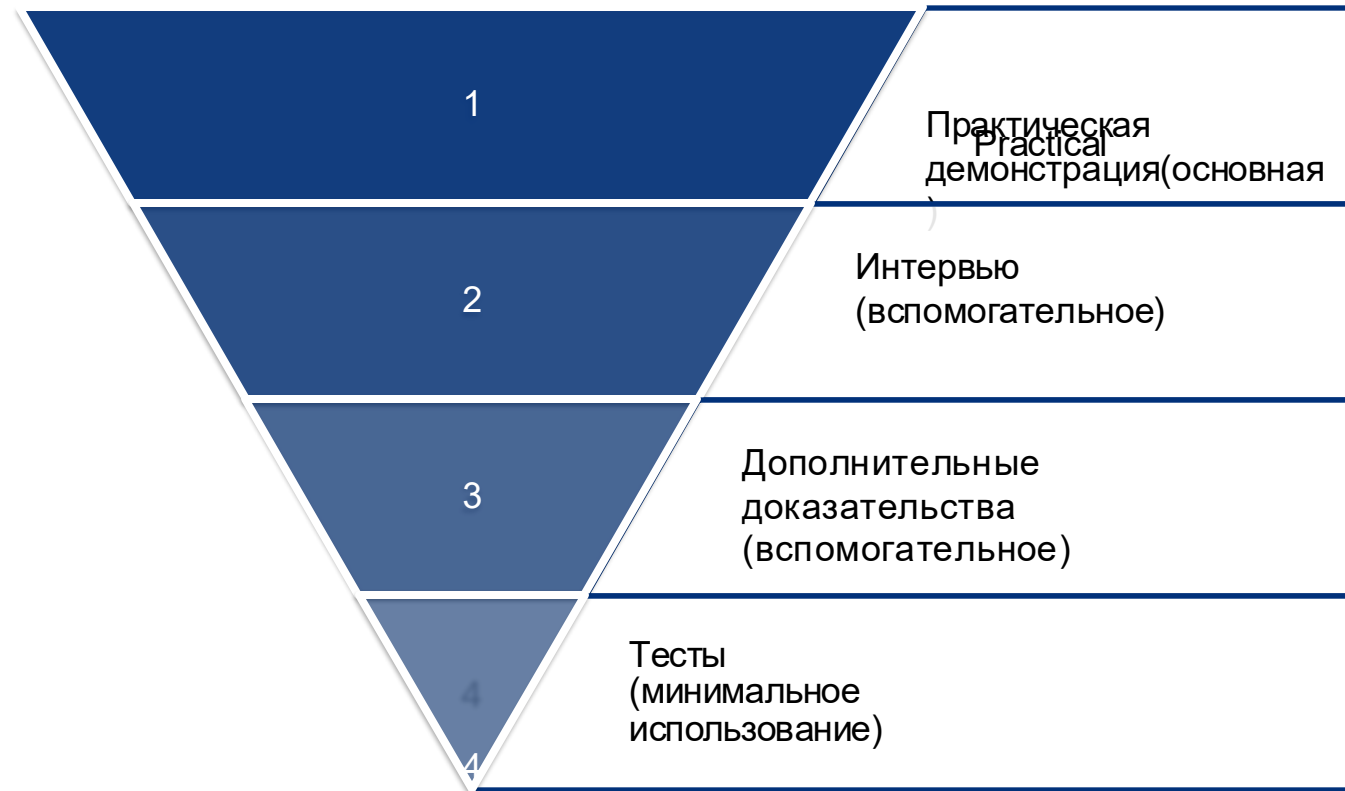 1
Практическая
Practical
демонстрация(основная
)
2
Интервью
(вспомогательное)
3
Дополнительные
доказательства
(вспомогательное)
4
Тесты
(минимальное
использование)
4